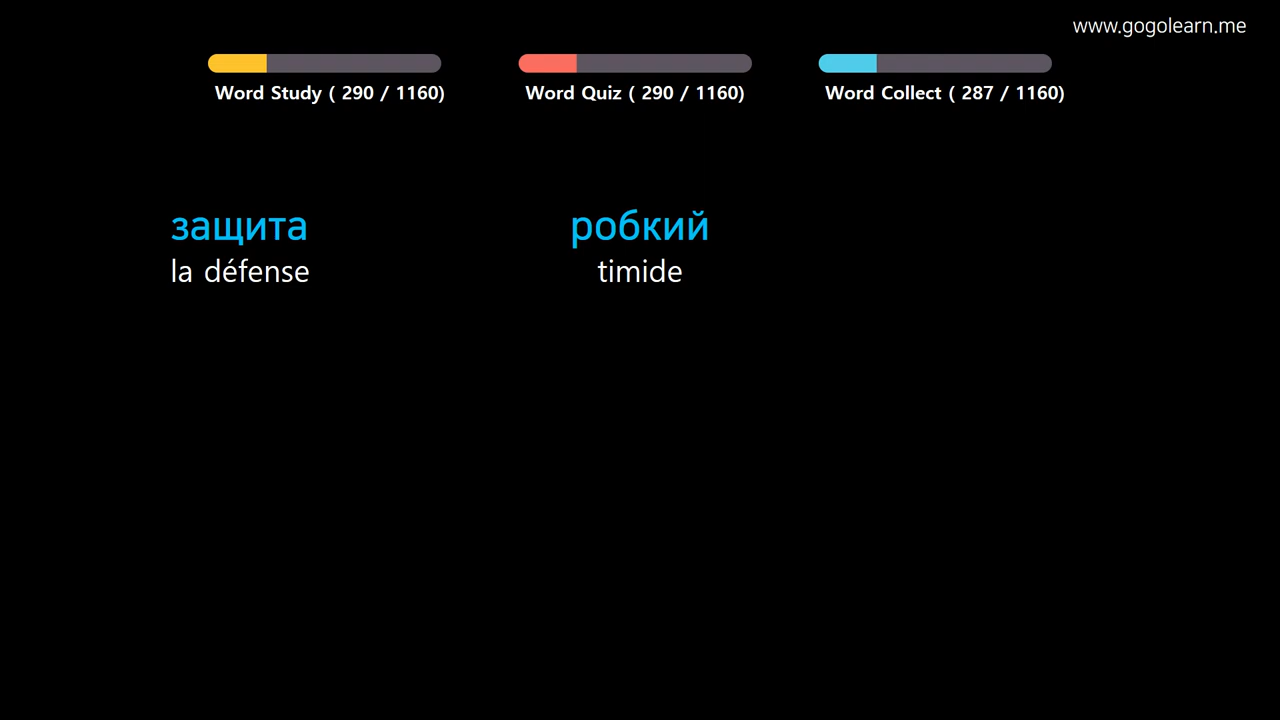 www.gogolearn.me
Word Study ( 290 / 1160)
Word Quiz ( 290 / 1160)
Word Collect ( 287 / 1160)
защита
la défense
робкий
timide